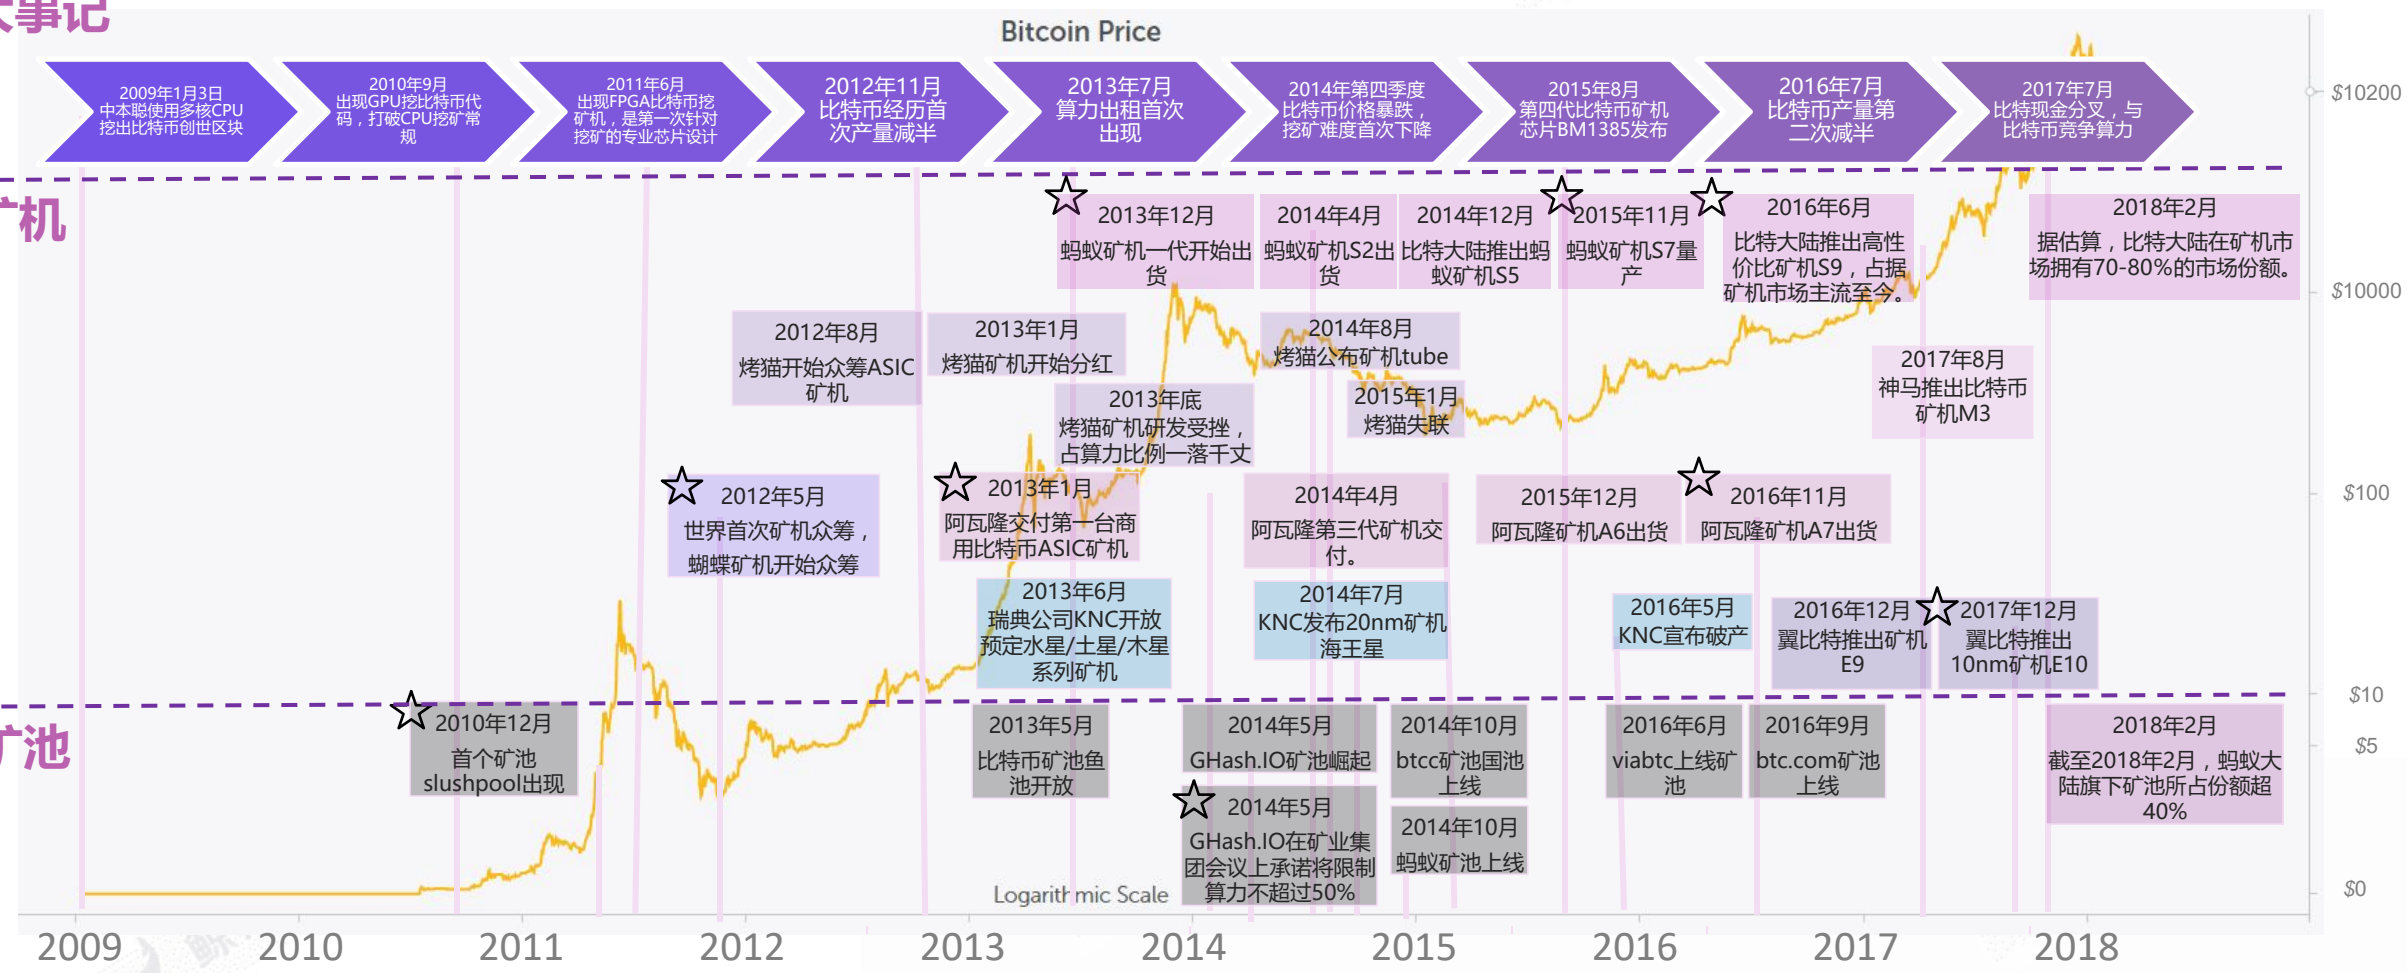 大事记
Bitcoin Price
2009年1月3日
中本聪使用多核CPU
挖出比特币创世区块
2010年9月
出现GPU挖比特币代
码，打破CPU挖矿常
规
2011年6月
出现FPGA比特币挖
矿机，是第一次针对
挖矿的专业芯片设计
2012年11月
比特币经历首
次产量减半
2013年7月
算力出租首次
出现
2014年第四季度
比特币价格暴跌，
挖矿难度首次下降
2015年8月
第四代比特币矿机
芯片BM1385发布
2016年7月
比特币产量第
二次减半
2017年7月
比特现金分叉，与
比特币竞争算力
$10200
矿机
2013年12月
蚂蚁矿机一代开始出
货
2014年4月
蚂蚁矿机S2出
货
2014年12月
比特大陆推出蚂
蚁矿机S5
2015年11月
蚂蚁矿机S7量
产
2016年6月
比特大陆推出高性
价比矿机S9，占据
矿机市场主流至今。
2018年2月
据估算，比特大陆在矿机市
场拥有70-80%的市场份额。
$10000
2012年8月
烤猫开始众筹ASIC
矿机
2013年1月
烤猫矿机开始分红
2013年底
烤猫矿机研发受挫，
占算力比例一落千丈
2014年8月
烤猫公布矿机tube
2015年1月
烤猫失联
2017年8月
神马推出比特币
矿机M3
2012年5月
世界首次矿机众筹，
蝴蝶矿机开始众筹
2013年1月
阿瓦隆交付第一台商
用比特币ASIC矿机
2014年4月
阿瓦隆第三代矿机交
付。
2015年12月
阿瓦隆矿机A6出货
2016年11月
阿瓦隆矿机A7出货
$100
2013年6月
瑞典公司KNC开放
预定水星/土星/木星
系列矿机
2014年7月
KNC发布20nm矿机
海王星
2016年5月
KNC宣布破产
2016年12月
翼比特推出矿机
E9
2017年12月
翼比特推出
10nm矿机E10
$10
矿池
2010年12月
首个矿池
slushpool出现
2013年5月
比特币矿池鱼
池开放
2014年5月
GHash.IO矿池崛起
2014年5月
GHash.IO在矿业集
团会议上承诺将限制
算力不超过50%
2014年10月
btcc矿池国池
上线
2014年10月
蚂蚁矿池上线
2016年6月
viabtc上线矿
池
2016年9月
btc.com矿池
上线
2018年2月
截至2018年2月，蚂蚁大
陆旗下矿池所占份额超
40%
$5
$0
Logarithmic Scale
2009
2010
2011
2012
2013
2014
2015
2016
2017
2018